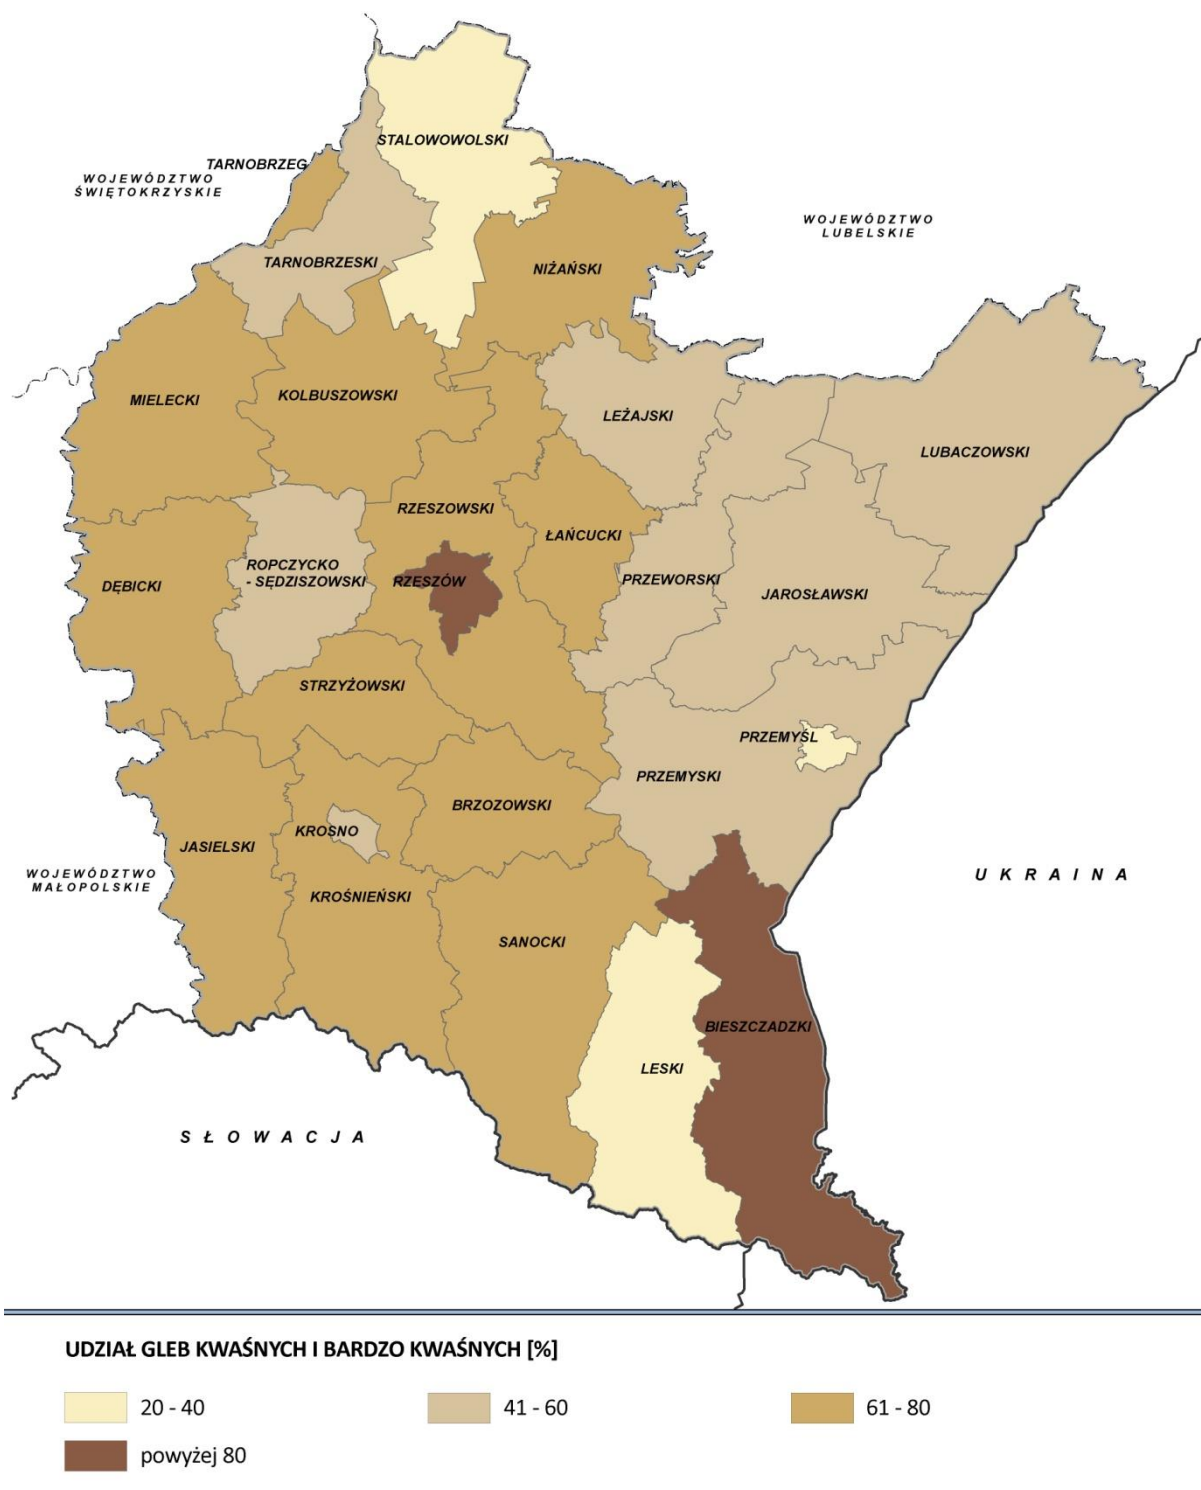 STALOWOWOLSKI
TARNOBRZEG
WOJEWÓDZTWO
ŚWIĘTOKRZYSKIE
WOJEWÓDZTWO
LUBELSKIE
TARNOBRZESKI
NIŻAŃSKI
MIELECKI
KOLBUSZOWSKI
LEŻAJSKI
LUBACZOWSKI
RZESZOWSKI
ŁAŃCUCKI
ROPCZYCKO
- SĘDZISZOWSKI
DĘBICKI
RZESZÓW
PRZEWORSKI
JAROSŁAWSKI
STRZYŻOWSKI
PRZEMYŚL
PRZEMYSKI
BRZOZOWSKI
KROSNO
JASIELSKI
WOJEWÓDZTWO
MAŁOPOLSKIE
UKRAINA
KROŚNIEŃSKI
SANOCKI
BIESZCZADZKI
LESKI
SŁOWACJA
UDZIAŁ GLEB KWAŚNYCH I BARDZO KWAŚNYCH [%]
20 - 40
41 - 60
61 - 80
powyżej 80